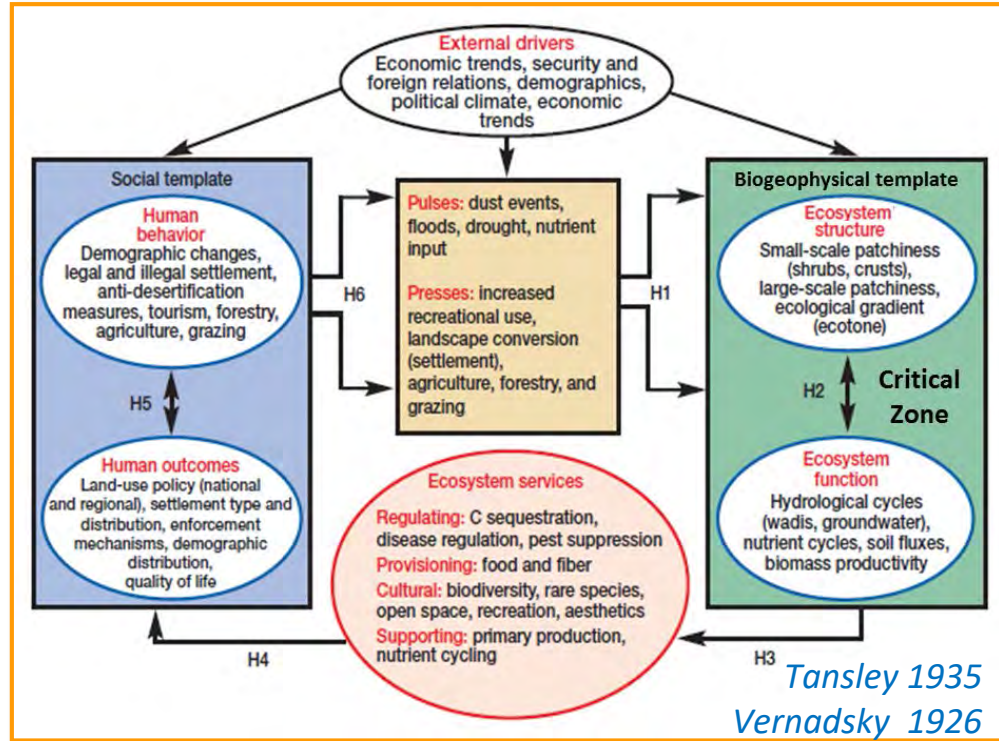 External drivers
Economic trends, security and
foreign relations, demographics,
political climate, economic
trends
Social template
Human
behavior
Demographic changes,
legal and illegal settlement,
anti-desertification
measures, tourism, forestry,
agriculture, grazing
H5
Human outcomes
Land-use policy (national
and regional), settlement type and
distribution, enforcement
mechanisms, demographic
distribution,
quality of life
H6
Pulses: dust events,
floods, drought, nutrient
input
Presses: increased
recreational use,
landscape conversion
(settlement),
agriculture, forestry, and
grazing
H1
Biogeophysical template
Ecosystem
structure
Small-scale patchiness
(shrubs, crusts),
large-scale patchiness,
ecological gradient
(ecotone)
H2
Critical
Zone
Ecosystem
function
Hydrological cycles
(wadis, groundwater),
nutrient cycles, soil fluxes,
biomass productivity
Ecosystem services
Regulating: C sequestration,
disease regulation, pest suppression
Provisioning: food and fiber
Cultural: biodiversity, rare species,
open space, recreation, aesthetics
Supporting: primary production,
nutrient cycling
H4
H3
Tansley 1935
Vernadsky 1926